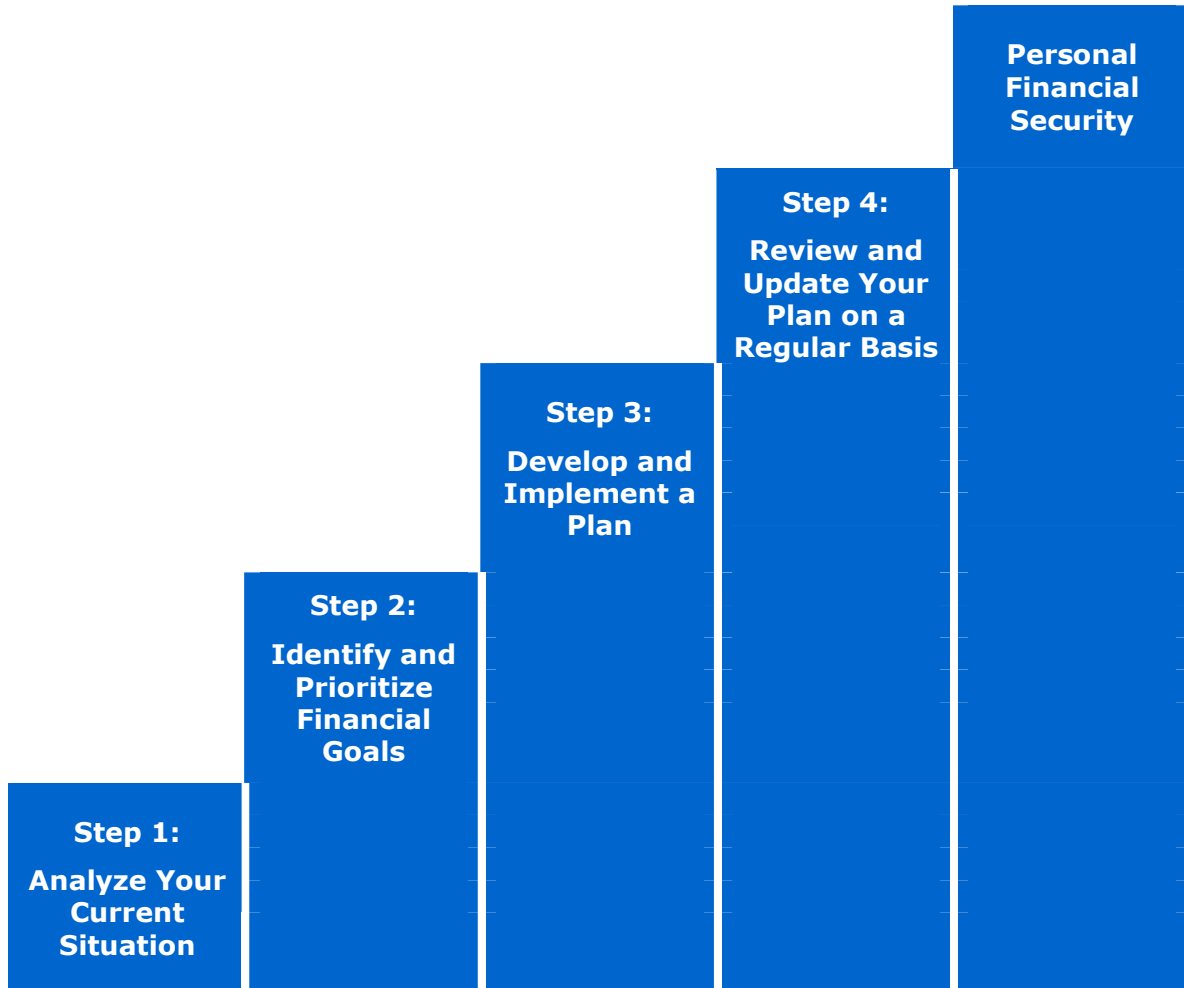 Personal
Financial
Security
Step 4:
Review and
Update Your
Plan on a
Regular Basis
Step 3:
Develop and
Implement a
Plan
Step 2:
Identify and
Prioritize
Financial
Goals
Step 1:
Analyze Your
Current
Situation